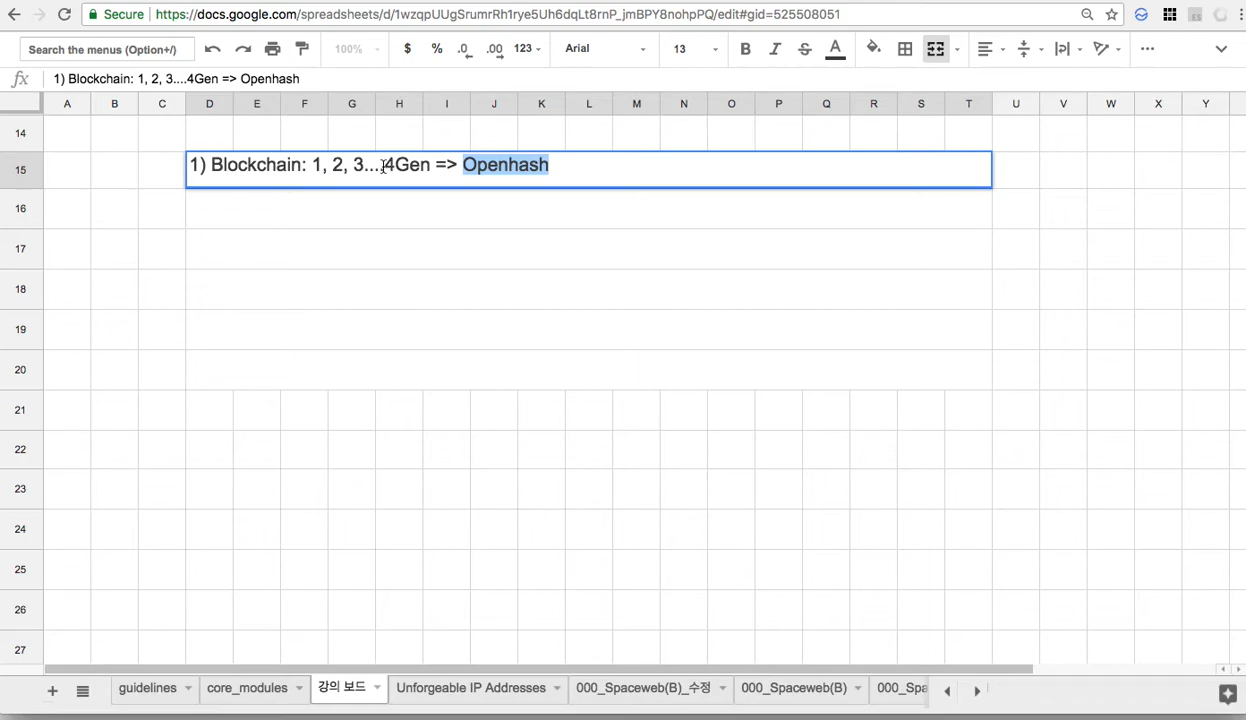 Secure https://docs.google.com/spreadsheets/d/1wzqpUUgSrumrRh1rye5Uh6dqLt8rnP_jmBPY8nohpPQ/edit#gid=525508051
Search the menus (Option+/) 100% $ % .0 .00 123 Arial 13 B I S A
fx 1) Blockchain: 1, 2, 3....4Gen => Openhash
A B C D E F G H I J K L M N O P Q R S T U V W X Y
14
15 1) Blockchain: 1, 2, 3....4Gen => Openhash
16
17
18
19
20
21
22
23
24
25
26
27
guidelines core_modules 강의 보드 Unforgeable IP Addresses 000_Spaceweb(B)_수정 000_Spaceweb(B) 000_Spa